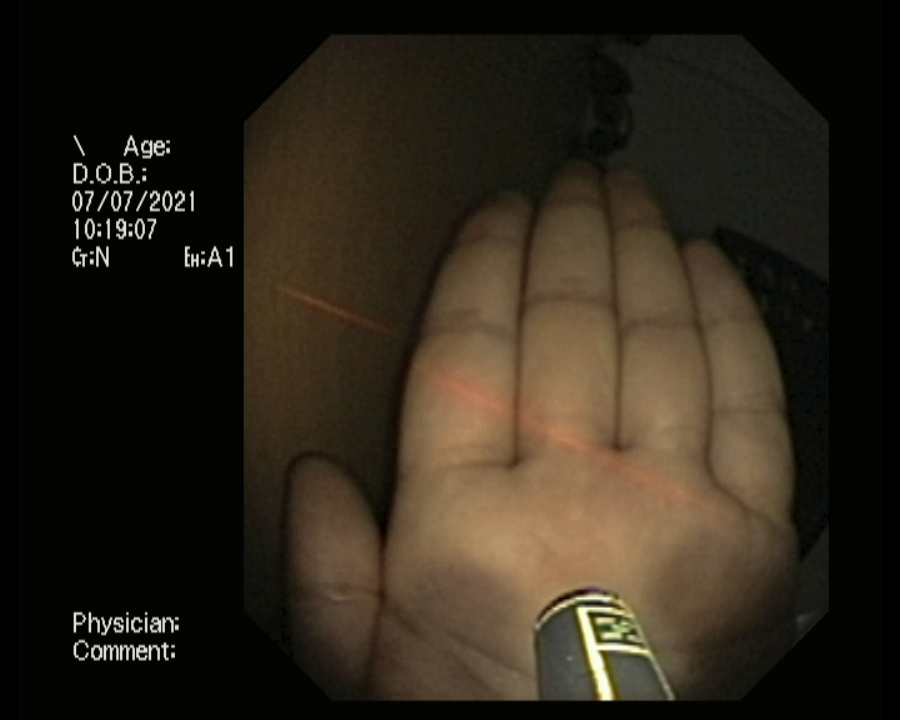 \ Age:
D.O.B.:
07/07/2021
10:19:07
Cr:N EH:A1
Physician:
Comment: